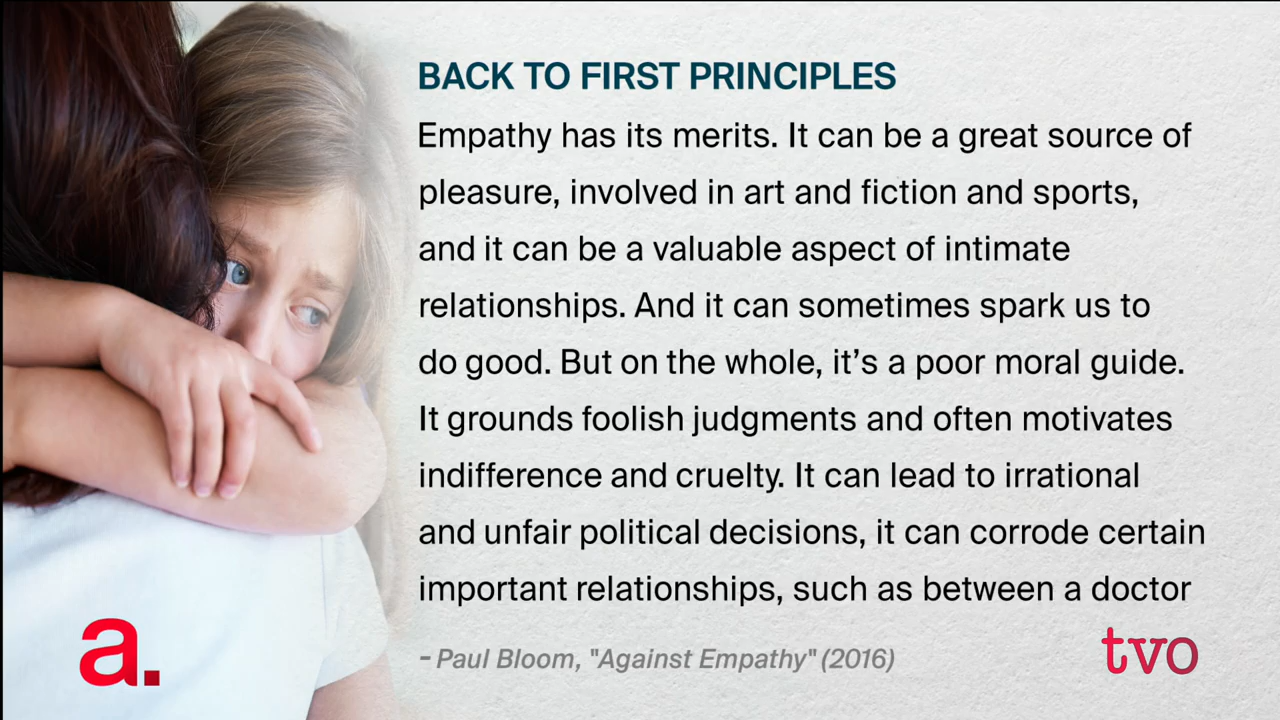 BACK TO FIRST PRINCIPLES
Empathy has its merits. It can be a great source of
pleasure, involved in art and fiction and sports,
and it can be a valuable aspect of intimate
relationships. And it can sometimes spark us to
do good. But on the whole, it's a poor moral guide.
It grounds foolish judgments and often motivates
indifference and cruelty. It can lead to irrational
and unfair political decisions, it can corrode certain
important relationships, such as between a doctor
- Paul Bloom, "Against Empathy" (2016)
a.
tvo